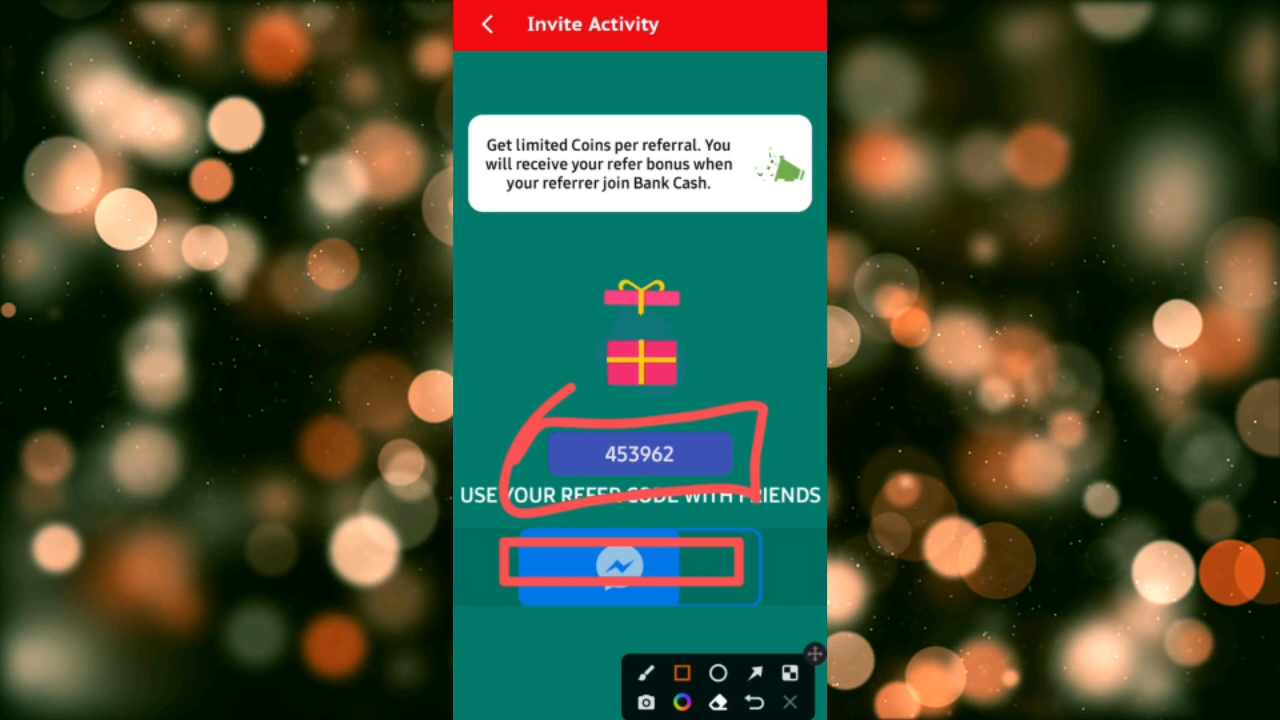 Invite Activity
Get limited Coins per referral. You
will receive your refer bonus when
your referrer join Bank Cash.
453962
USE YOUR REFER CODE WITH FRIENDS